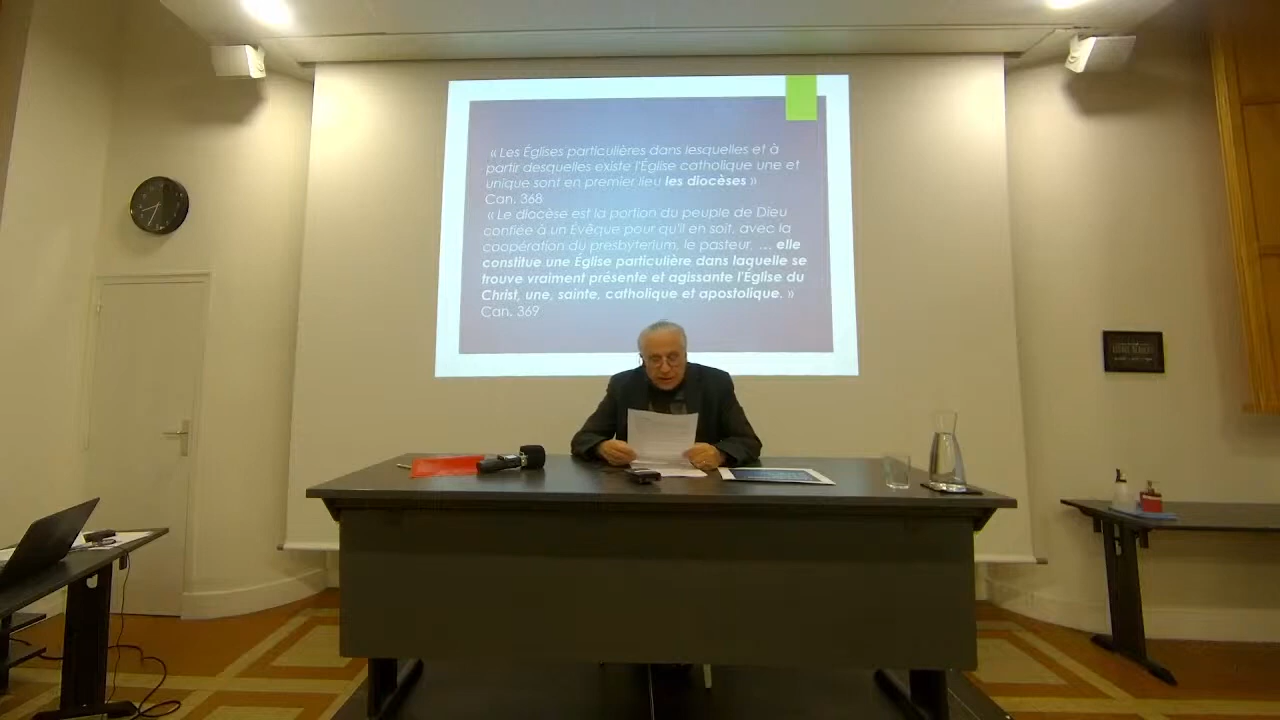 « Les Églises particulières dans lesquelles et à
partir desquelles existe l'Église catholique une et
unique sont en premier lieu les diocèses »
Can. 368
« Le diocèse est la portion du peuple de Dieu
confiée à un Evêque pour qu'il en soit, avec la
coopération du presbyterium, le pasteur, … elle
constitue une Église particulière dans laquelle se
trouve vraiment présente et agissante l'Église du
Christ, une, sainte, catholique et apostolique. »
Can. 369